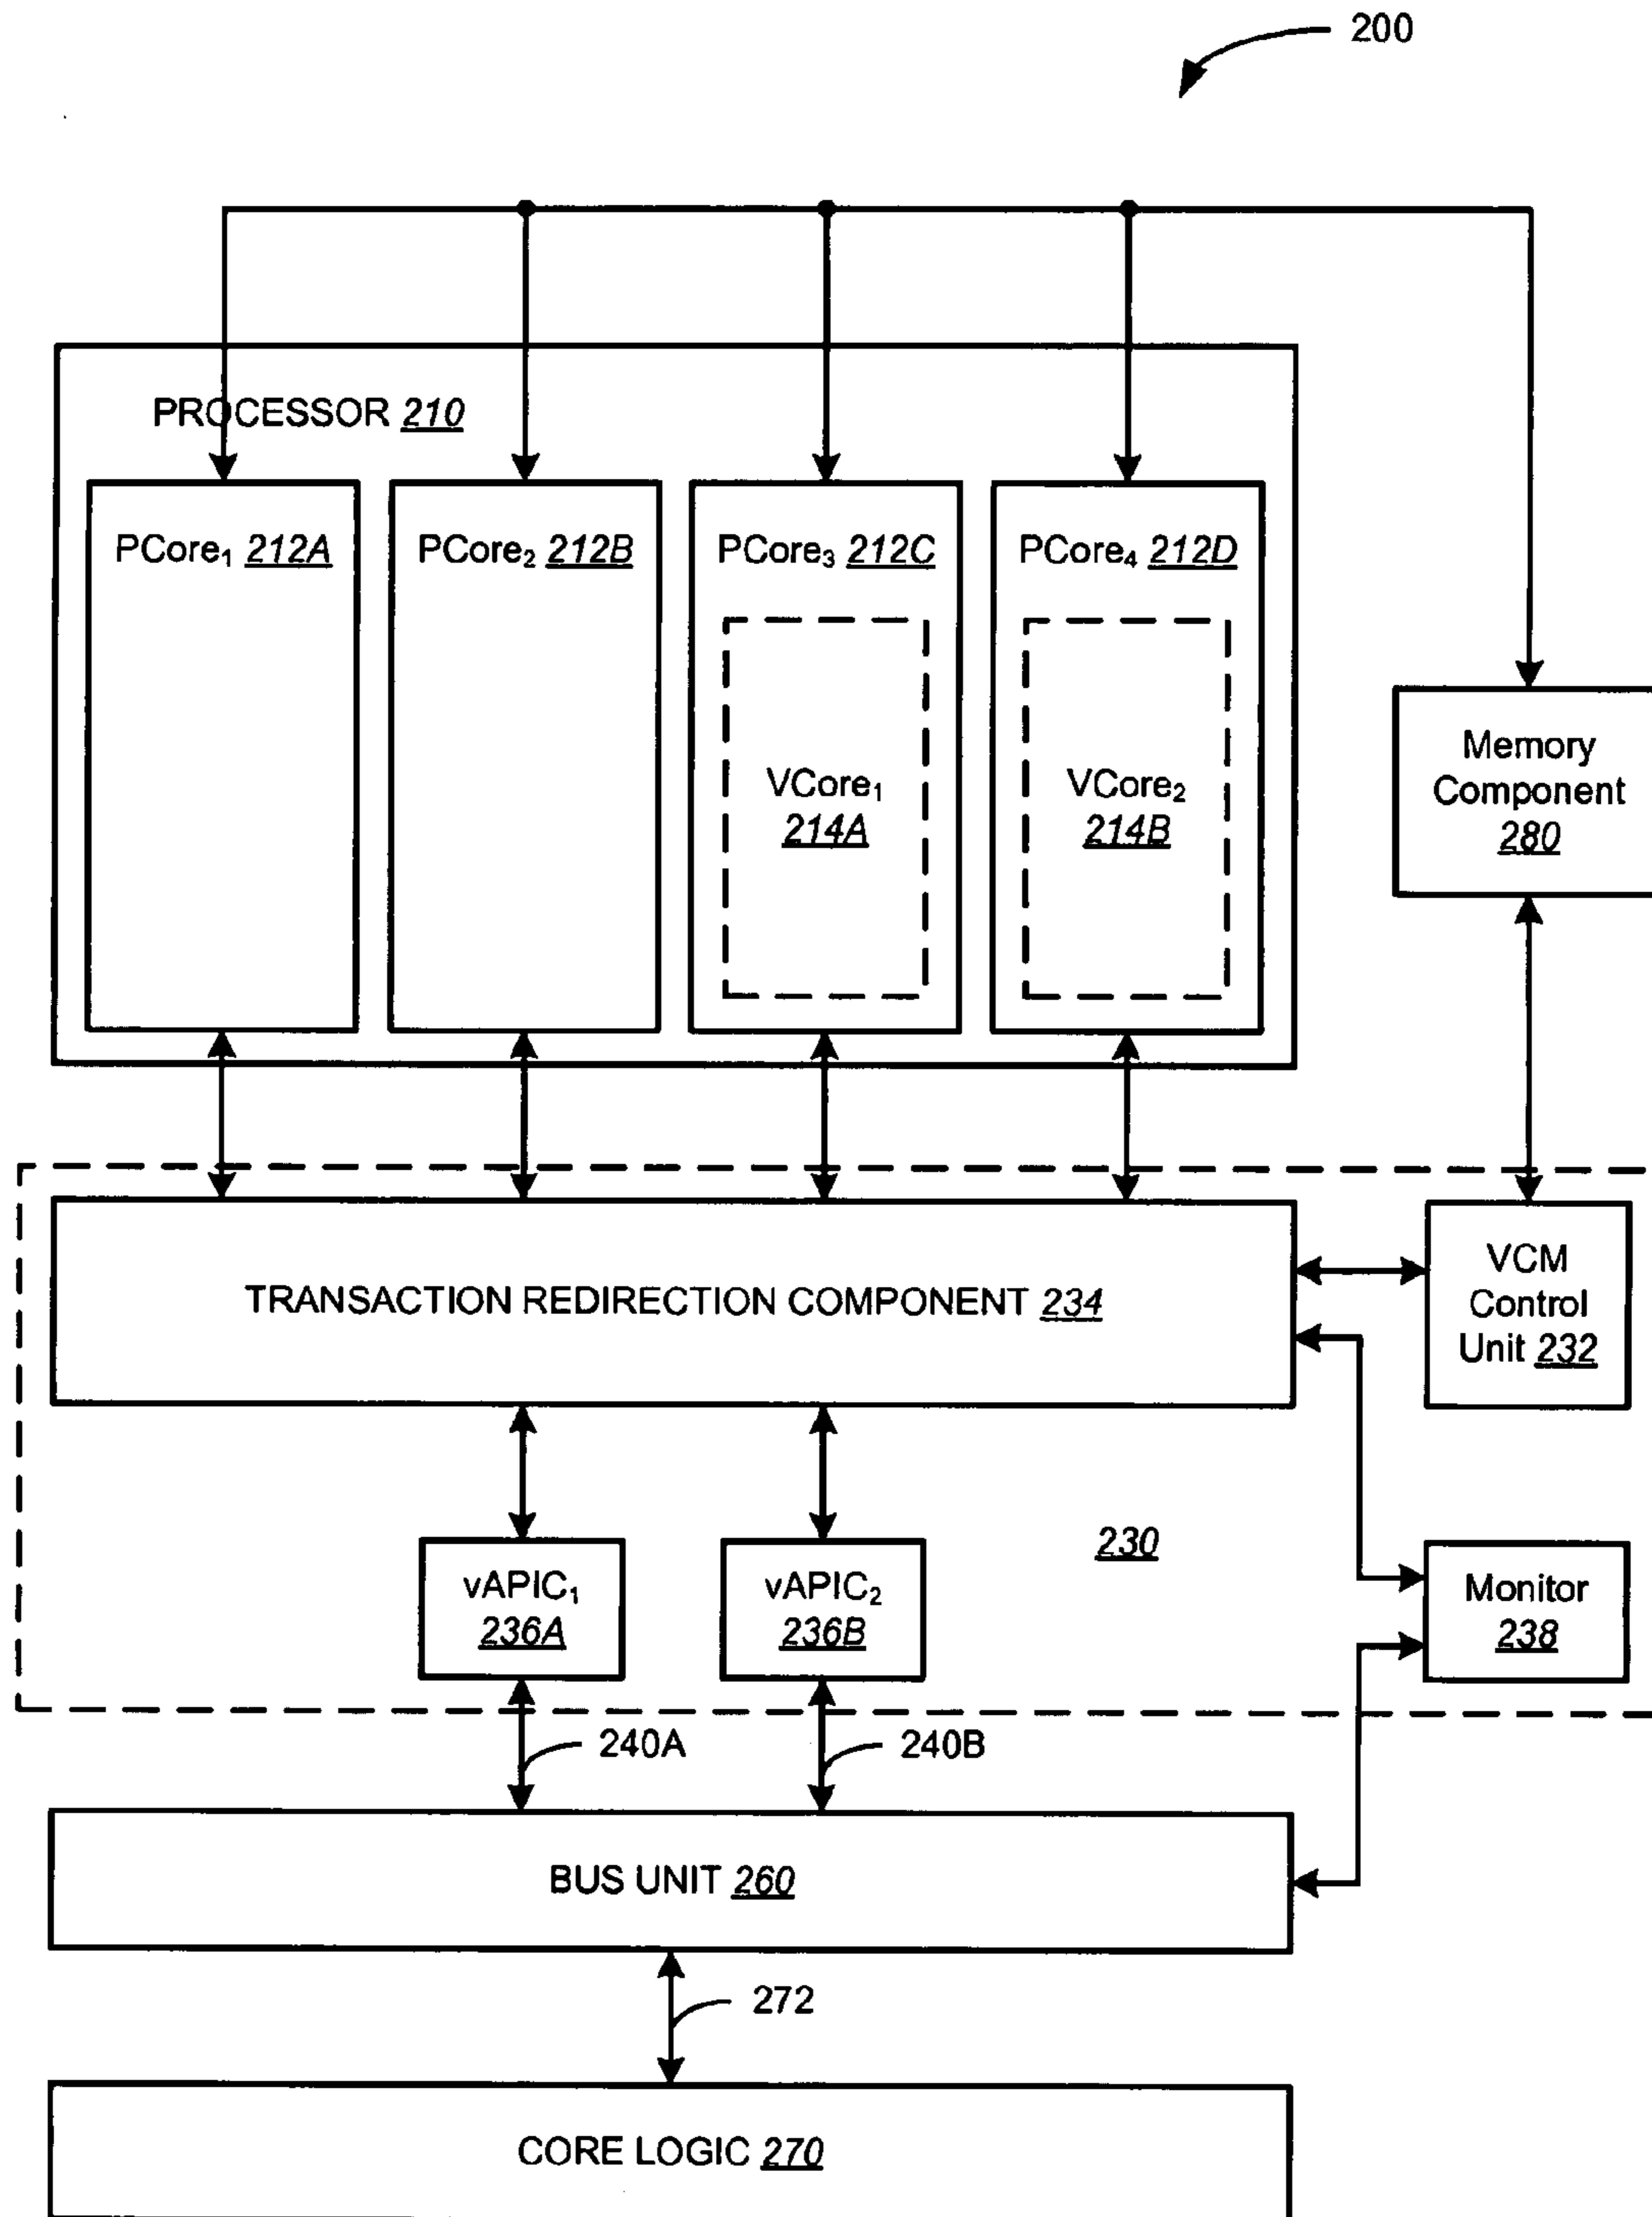 200
PROCESSOR 210
PCore₁ 212A
PCore₂ 212B
PCore₃ 212C
PCore₄ 212D
VCore₁
214A
VCore₂
214B
Memory
Component
280
TRANSACTION REDIRECTION COMPONENT 234
VCM
Control
Unit 232
vAPIC₁
236A
vAPIC₂
236B
230
Monitor
238
240A
240B
BUS UNIT 260
272
CORE LOGIC 270